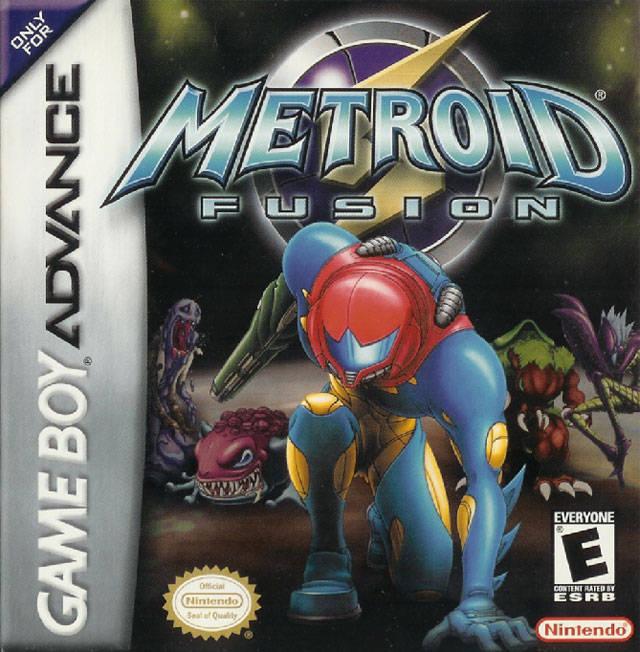 ONLY
FOR
GAME BOY ADVANCE
®
METROID®
FUSION
Official
Nintendo
Seal of Quality
®
EVERYONE
®
E
CONTENT RATED BY
ESRB
Nintendo®